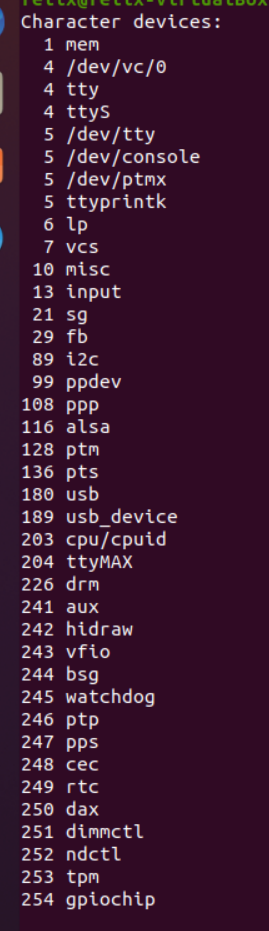 Character devices:
1 mem
4 /dev/vc/0
4 tty
4 ttyS
5 /dev/tty
5 /dev/console
5 /dev/ptmx
5 ttyprintk
6 lp
7 vcs
10 misc
13 input
21 sg
29 fb
89 i2c
99 ppdev
108 ppp
116 alsa
128 ptm
136 pts
180 usb
189 usb_device
203 cpu/cpuid
204 ttyMAX
226 drm
241 aux
242 hidraw
243 vfio
244 bsg
245 watchdog
246 ptp
247 pps
248 cec
249 rtc
250 dax
251 dimmctl
252 ndctl
253 tpm
254 gpiochip